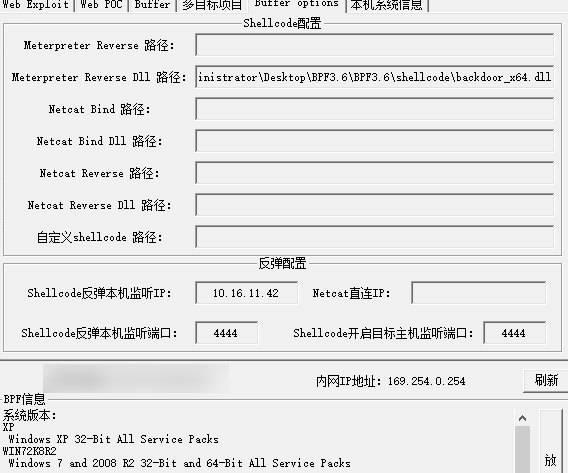 Web Exploit Web POC Buffer 多目标项目 Buffer options 本机系统信息
Shellcode配置
Meterpreter Reverse 路径:
Meterpreter Reverse Dll 路径: inistrator\Desktop\BPF3.6\BPF3.6\shellcode\backdoor_x64.dll
Netcat Bind 路径:
Netcat Bind Dll 路径:
Netcat Reverse 路径:
Netcat Reverse Dll 路径:
自定义shellcode 路径:
反弹配置
Shellcode反弹本机监听IP: 10.16.11.42 Netcat直连IP:
Shellcode反弹本机监听端口: 4444 Shellcode开启目标主机监听端口: 4444
内网IP地址: 169.254.0.254 刷新
BPF信息
系统版本:
XP
Windows XP 32-Bit All Service Packs
WIN72K8R2
Windows 7 and 2008 R2 32-Bit and 64-Bit All Service Packs
放